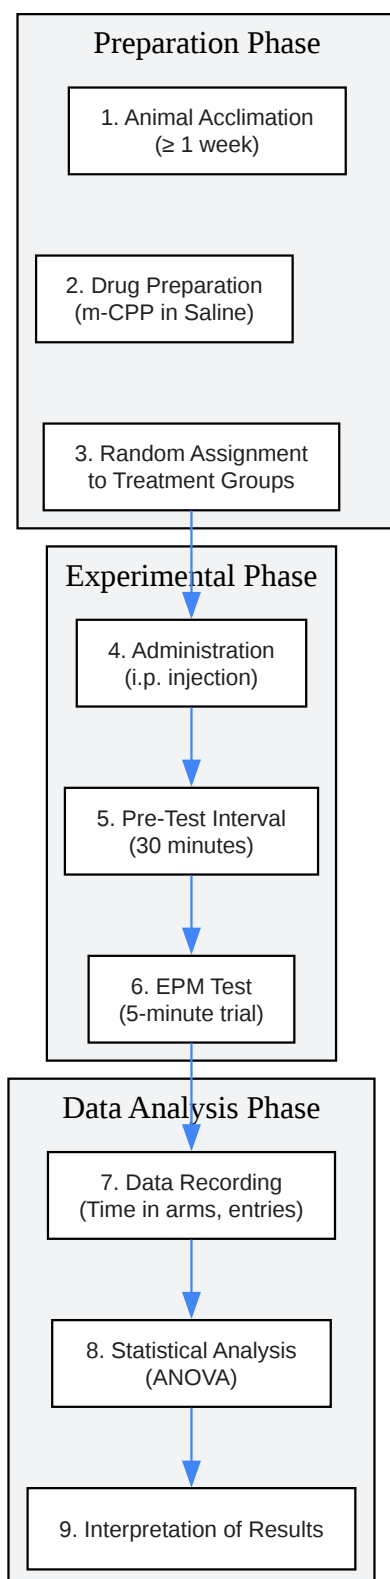 Preparation Phase
1. Animal Acclimation
(≥ 1 week)
2. Drug Preparation
(m-CPP in Saline)
3. Random Assignment
to Treatment Groups
Experimental Phase
4. Administration
(i.p. injection)
5. Pre-Test Interval
(30 minutes)
6. EPM Test
(5-minute trial)
Data Analysis Phase
7. Data Recording
(Time in arms, entries)
8. Statistical Analysis
(ANOVA)
9. Interpretation of Results